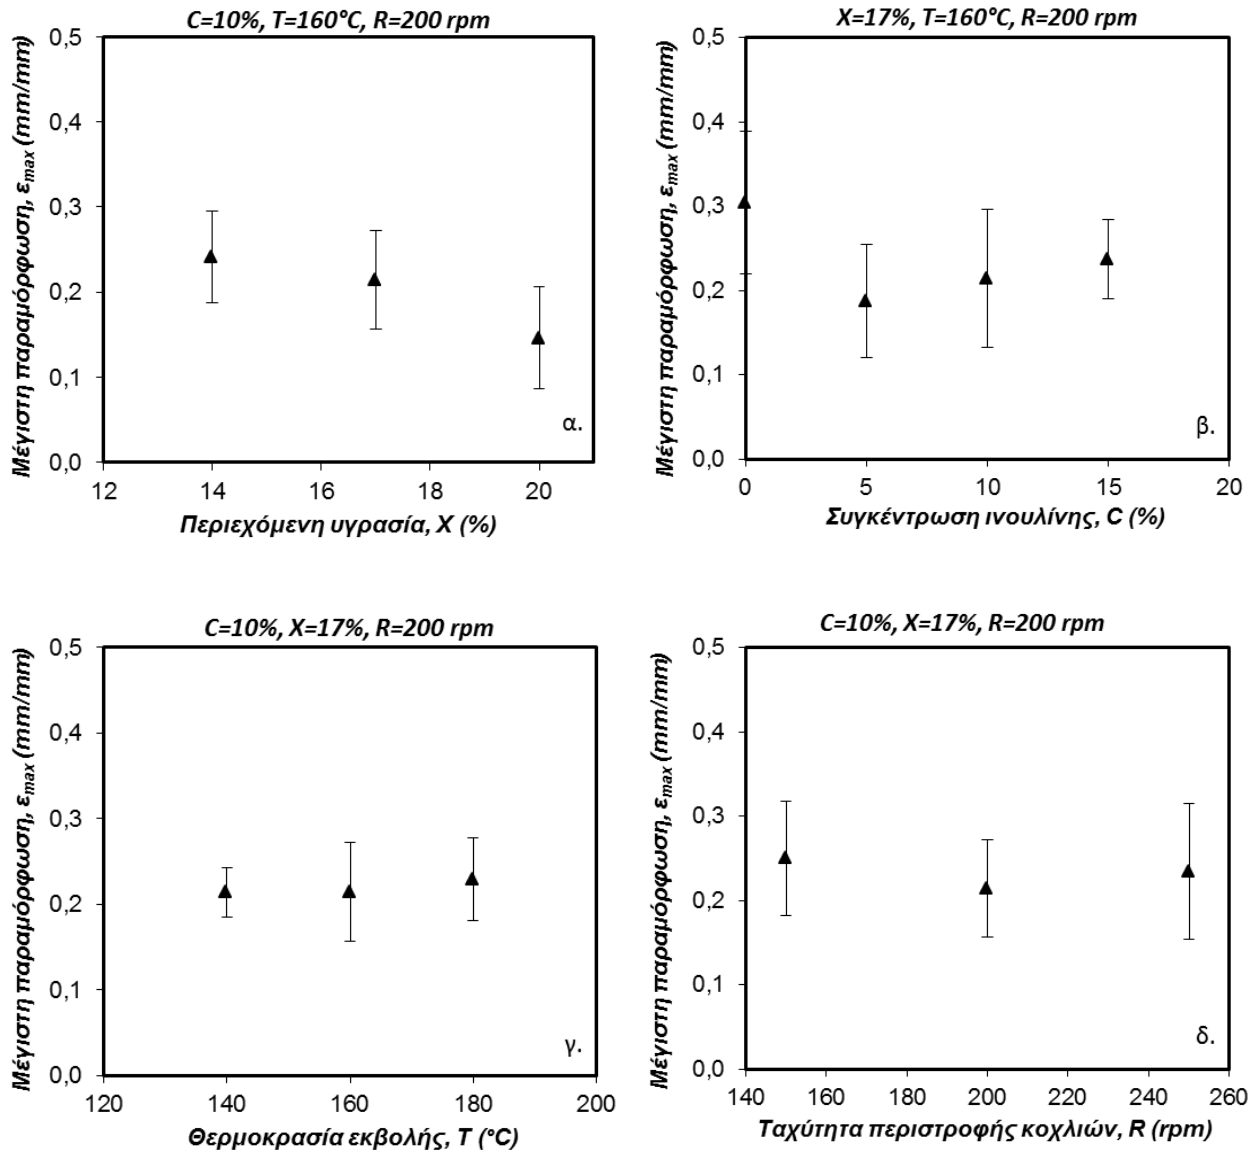 C=10%, T=160°C, R=200 rpm
Μέγιστη παραμόρφωση, εmax (mm/mm)
0,5
0,4
0,3
0,2
0,1
0,0
12 14 16 18 20
Περιεχόμενη υγρασία, X (%)
α.
X=17%, T=160°C, R=200 rpm
Μέγιστη παραμόρφωση, εmax (mm/mm)
0,5
0,4
0,3
0,2
0,1
0,0
0 5 10 15 20
Συγκέντρωση ινουλίνης, C (%)
β.
C=10%, X=17%, R=200 rpm
Μέγιστη παραμόρφωση, εmax (mm/mm)
0,5
0,4
0,3
0,2
0,1
0,0
120 140 160 180 200
Θερμοκρασία εκβολής, T (°C)
γ.
C=10%, X=17%, R=200 rpm
Μέγιστη παραμόρφωση, εmax (mm/mm)
0,5
0,4
0,3
0,2
0,1
0,0
140 160 180 200 220 240 260
Ταχύτητα περιστροφής κοχλιών, R (rpm)
δ.